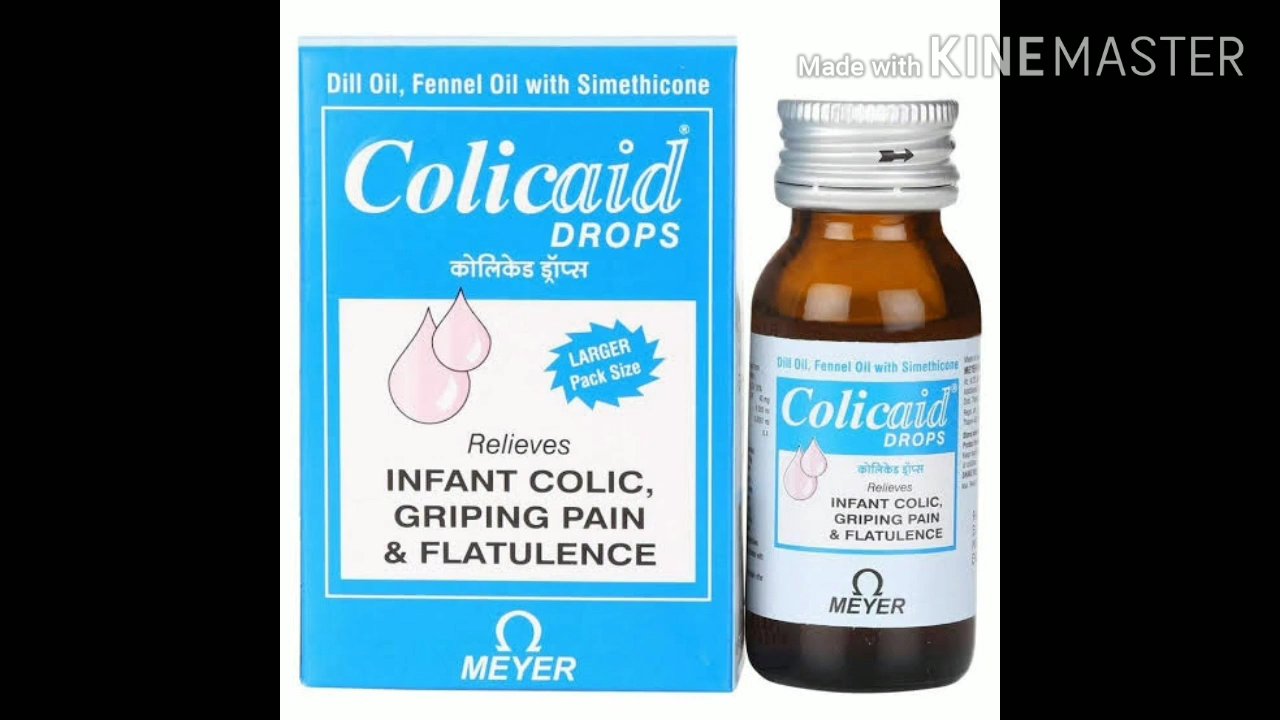 Made with KINEMASTER
Dill Oil, Fennel Oil with Simethicone
Colicaid®
DROPS
कोलिकेड ड्रॉप्स
LARGER
Pack Size
Relieves
INFANT COLIC,
GRIPING PAIN
& FLATULENCE
MEYER
Dill Oil, Fennel Oil with Simethicone
Colicaid®
DROPS
कोलिकेड ड्रॉप्स
Relieves
INFANT COLIC,
GRIPING PAIN
& FLATULENCE
MEYER